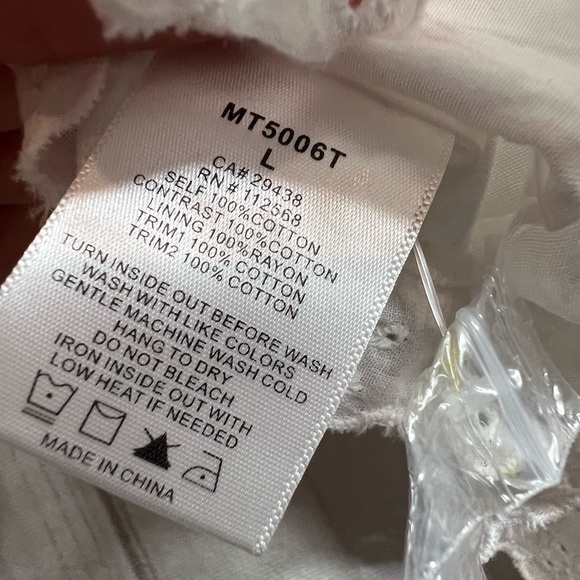 MT5006T
L
CA# 29438
RN # 112568
SELF 100%COTTON
CONTRAST 100%COTTON
LINING 100%RAYON
TRIM1 100% COTTON
TRIM2 100% COTTON
TURN INSIDE OUT BEFORE WASH
WASH WITH LIKE COLORS
GENTLE MACHINE WASH COLD
HANG TO DRY
DO NOT BLEACH
IRON INSIDE OUT WITH
LOW HEAT IF NEEDED
MADE IN CHINA